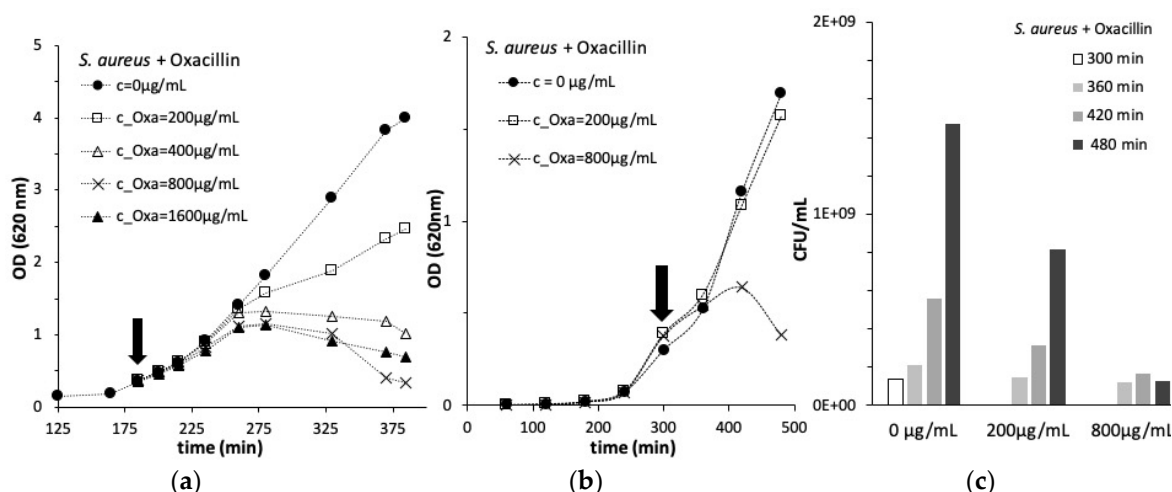 S. aureus + Oxacillin
c=0µg/mL
c_Oxa=200µg/mL
c_Oxa=400µg/mL
c_Oxa=800µg/mL
c_Oxa=1600µg/mL
OD (620 nm)
5
4
3
2
1
0
125 175 225 275 325 375
time (min)
(a)
S. aureus + Oxacillin
c = 0 µg/mL
c_Oxa=200µg/mL
c_Oxa=800µg/mL
OD (620nm)
2
1
0
0 100 200 300 400 500
time (min)
(b)
S. aureus + Oxacillin
300 min
360 min
420 min
480 min
CFU/mL
2E+09
1E+09
0E+00
0 µg/mL 200µg/mL 800µg/mL
(c)